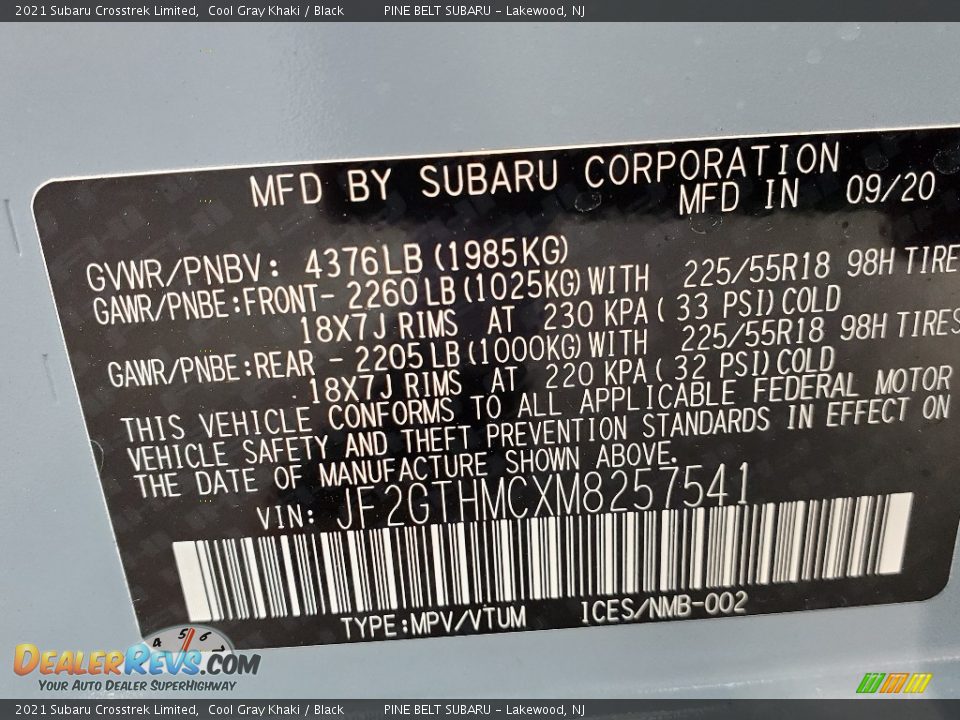 2021 Subaru Crosstrek Limited, Cool Gray Khaki / Black PINE BELT SUBARU - Lakewood, NJ
MFD BY SUBARU CORPORATION
MFD IN 09/20
GVWR/PNBV: 4376LB (1985KG)
GAWR/PNBE:FRONT- 2260 LB (1025KG) WITH 225/55R18 98H TIRE
18X7J RIMS AT 230 KPA ( 33 PSI) COLD
GAWR/PNBE:REAR - 2205 LB (1000KG) WITH 225/55R18 98H TIRES
18X7J RIMS AT 220 KPA ( 32 PSI) COLD
THIS VEHICLE CONFORMS TO ALL APPLICABLE FEDERAL MOTOR
VEHICLE SAFETY AND THEFT PREVENTION STANDARDS IN EFFECT ON
THE DATE OF MANUFACTURE SHOWN ABOVE.
VIN: JF2GTHMCXM8257541
TYPE:MPV/VTUM ICES/NMB-002
4 5 6 7
DEALERREVS.COM
YOUR AUTO DEALER SUPERHIGHWAY
2021 Subaru Crosstrek Limited, Cool Gray Khaki / Black PINE BELT SUBARU - Lakewood, NJ